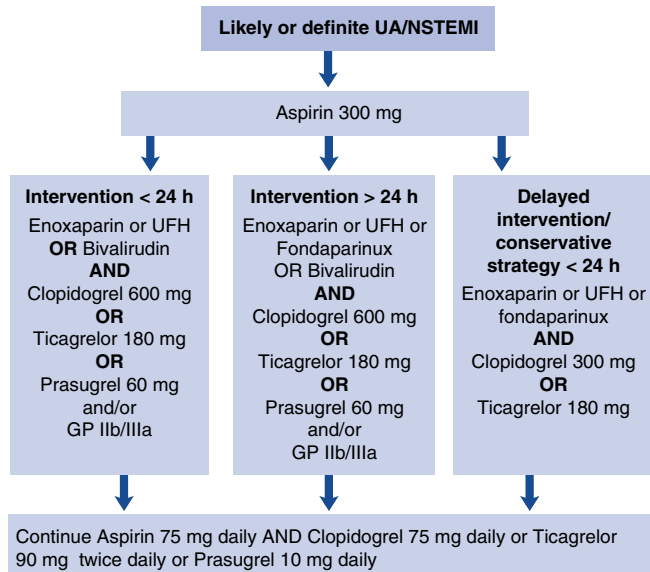 Likely or definite UA/NSTEMI
Aspirin 300 mg
Intervention < 24 h
Enoxaparin or UFH
OR Bivalirudin
AND
Clopidogrel 600 mg
OR
Ticagrelor 180 mg
OR
Prasugrel 60 mg
and/or
GP IIb/IIIa
Intervention > 24 h
Enoxaparin or UFH or
Fondaparinux
OR Bivalirudin
AND
Clopidogrel 600 mg
OR
Ticagrelor 180 mg
OR
Prasugrel 60 mg
and/or
GP IIb/IIIa
Delayed
intervention/
conservative
strategy < 24 h
Enoxaparin or UFH or
fondaparinux
AND
Clopidogrel 300 mg
OR
Ticagrelor 180 mg
Continue Aspirin 75 mg daily AND Clopidogrel 75 mg daily or Ticagrelor
90 mg twice daily or Prasugrel 10 mg daily